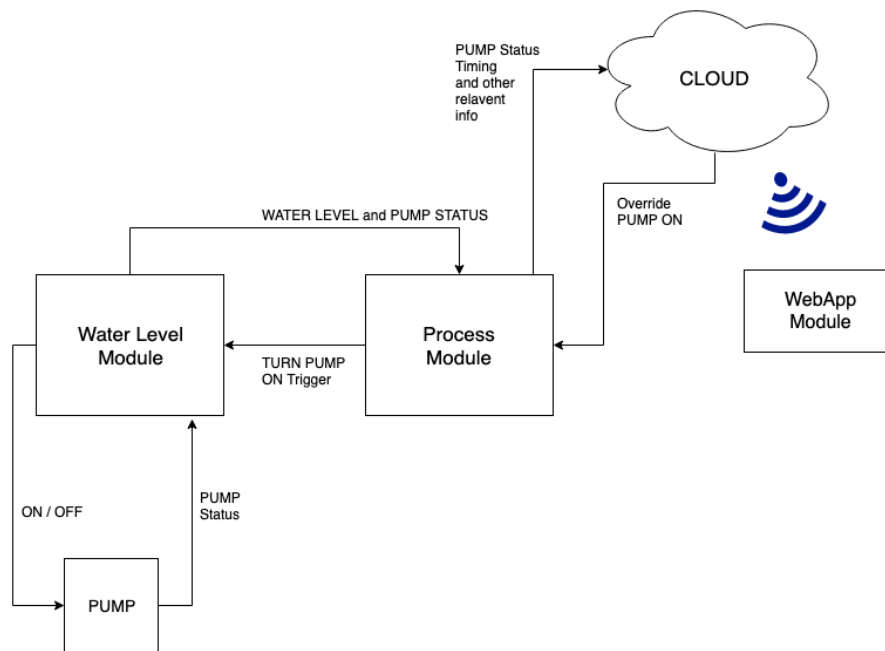 PUMP Status
Timing
and other
relavent
info
CLOUD
Override
PUMP ON
WATER LEVEL and PUMP STATUS
Water Level
Module
Process
Module
WebApp
Module
TURN PUMP
ON Trigger
ON / OFF
PUMP
Status
PUMP